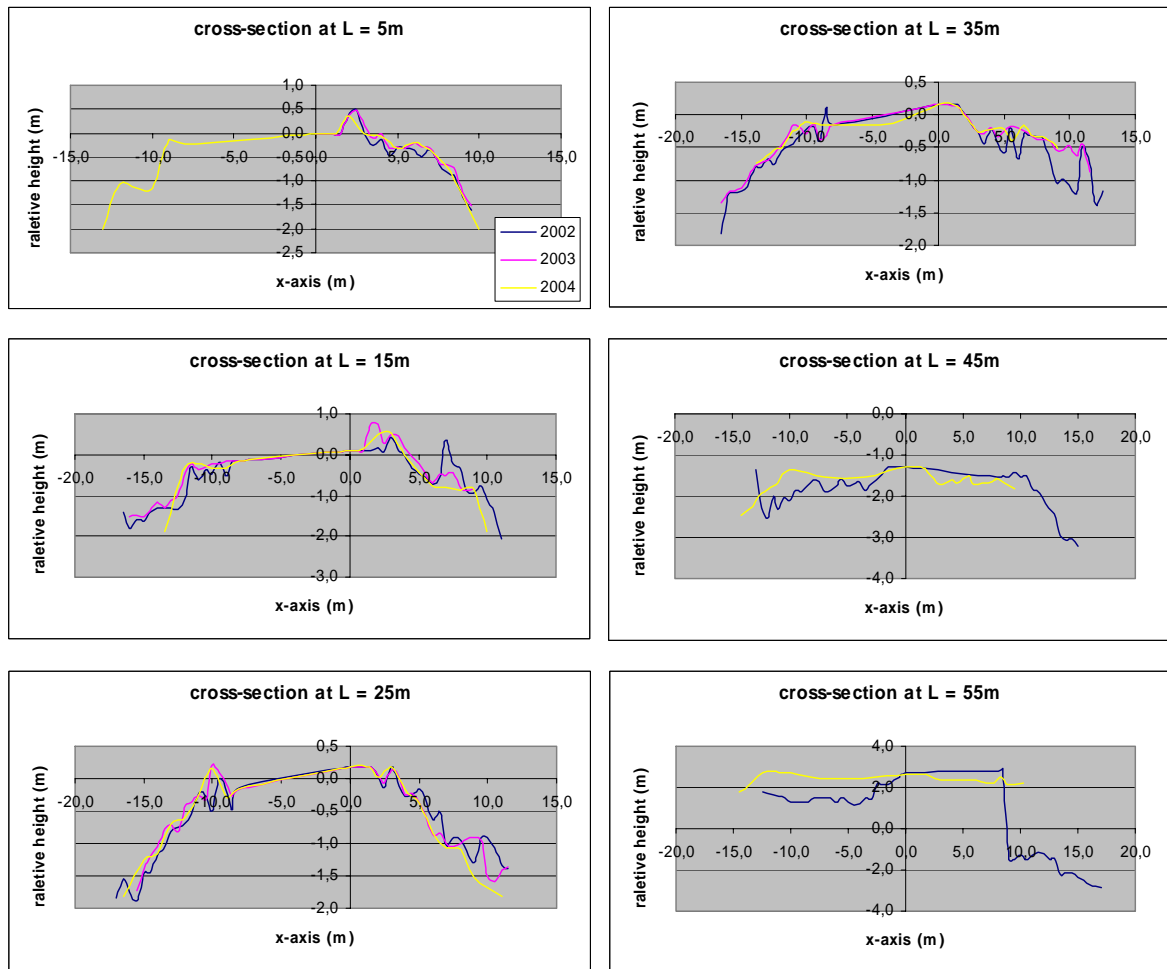 cross-section at L = 5m
raletive height (m)
1,0
0,5
0,0
-0,5
-1,0
-1,5
-2,0
-2,5
-15,0 -10,0 -5,0 0,0 5,0 10,0 15,0
x-axis (m)
2002
2003
2004
cross-section at L = 35m
raletive height (m)
0,5
0,0
-0,5
-1,0
-1,5
-2,0
-20,0 -15,0 -10,0 -5,0 0,0 5,0 10,0 15,0
x-axis (m)
cross-section at L = 15m
raletive height (m)
1,0
0,0
-1,0
-2,0
-3,0
-20,0 -15,0 -10,0 -5,0 0,0 5,0 10,0 15,0
x-axis (m)
cross-section at L = 45m
raletive height (m)
0,0
-1,0
-2,0
-3,0
-4,0
-20,0 -15,0 -10,0 -5,0 0,0 5,0 10,0 15,0 20,0
x-axis (m)
cross-section at L = 25m
raletive height (m)
0,5
0,0
-0,5
-1,0
-1,5
-2,0
-20,0 -15,0 -10,0 -5,0 0,0 5,0 10,0 15,0
x-axis (m)
cross-section at L = 55m
raletive height (m)
4,0
2,0
0,0
-2,0
-4,0
-20,0 -15,0 -10,0 -5,0 0,0 5,0 10,0 15,0 20,0
x-axis (m)